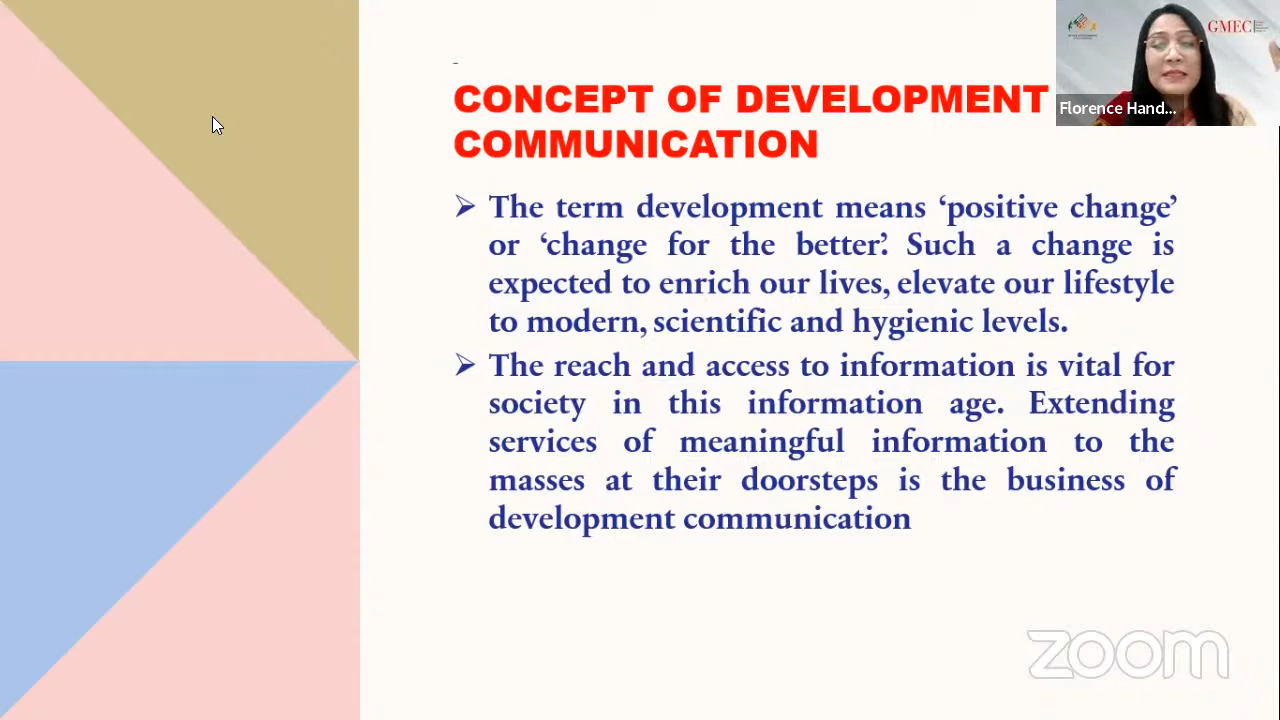 CONCEPT OF DEVELOPMENT
COMMUNICATION
GMEC
Florence Hand...
➢ The term development means ‘positive change’
or ‘change for the better’. Such a change is
expected to enrich our lives, elevate our lifestyle
to modern, scientific and hygienic levels.
➢ The reach and access to information is vital for
society in this information age. Extending
services of meaningful information to the
masses at their doorsteps is the business of
development communication
zoom